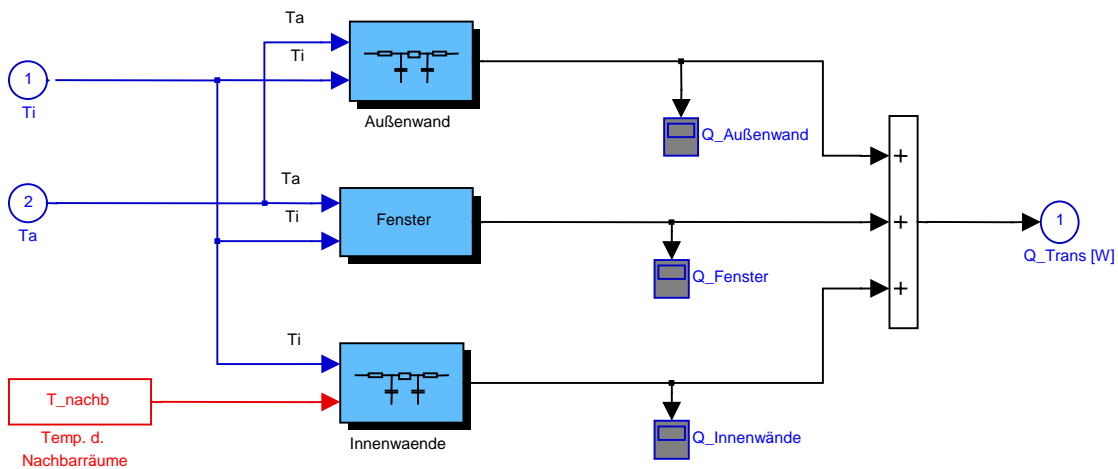 Ta
1
Ti
Ti
Außenwand
Q_Außenwand
+
2
Ta
Ta
Ti
Fenster
Q_Fenster
+
1
Q_Trans [W]
+
Ti
T_nachb
Temp. d.
Nachbarräume
Innenwaende
Q_Innenwände